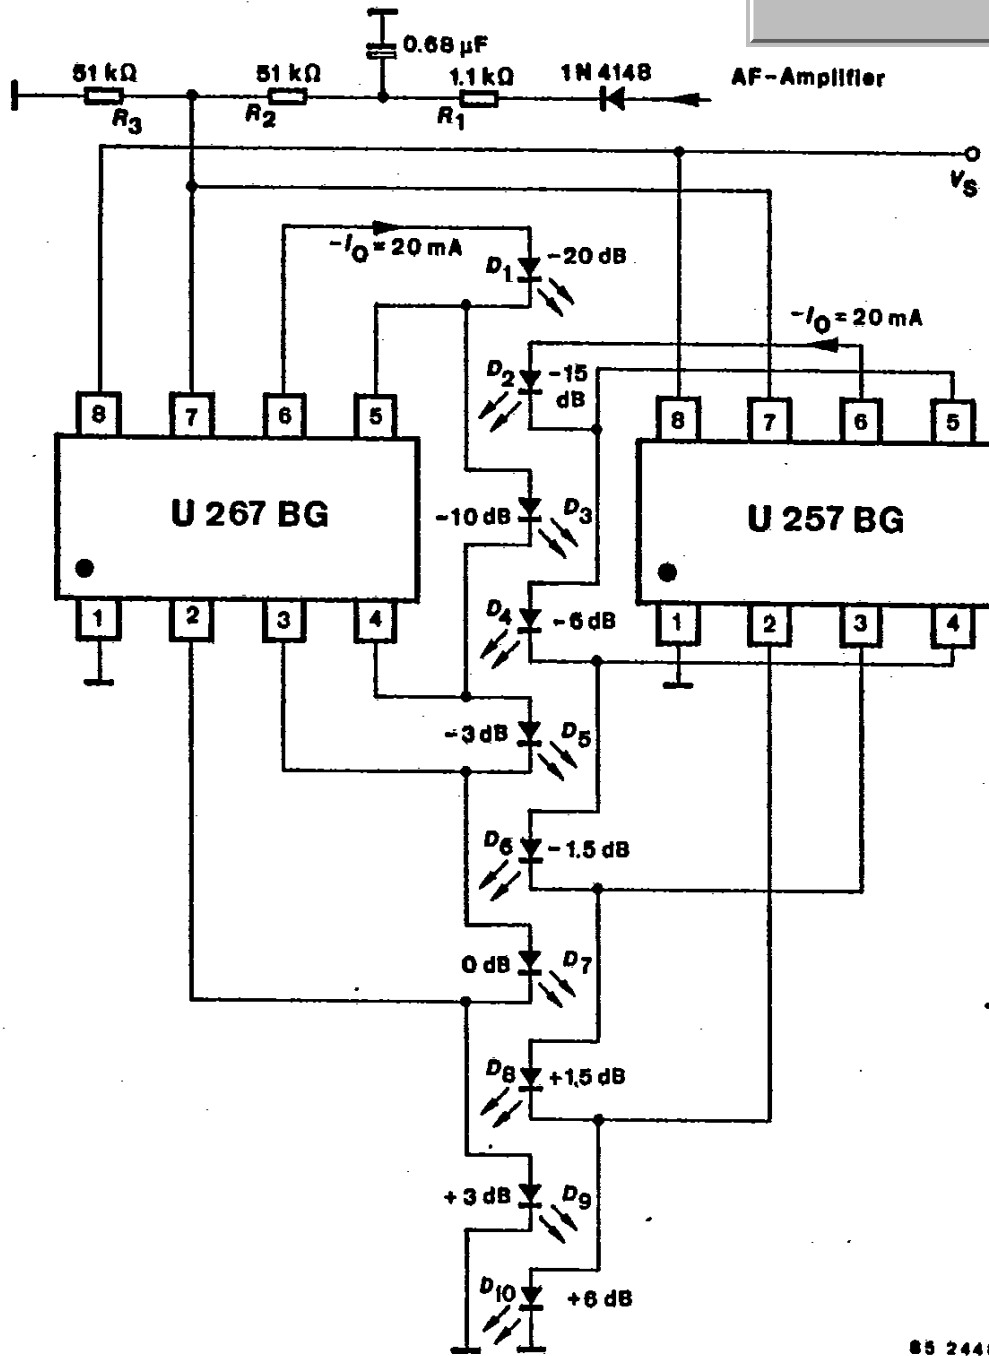 0.68 µF
51 kΩ
51 kΩ
1.1 kΩ
1N 4148
AF-Amplifier
R3
R2
R1
VS
-IO = 20 mA
D1
-20 dB
-IO = 20 mA
D2
-15 dB
8
7
6
5
8
7
6
5
U 267 BG
-10 dB
D3
U 257 BG
1
2
3
4
D4
-6 dB
1
2
3
4
-3 dB
D5
D6
-1.5 dB
0 dB
D7
D8
+1.5 dB
+3 dB
D9
D10
+6 dB
85 2448